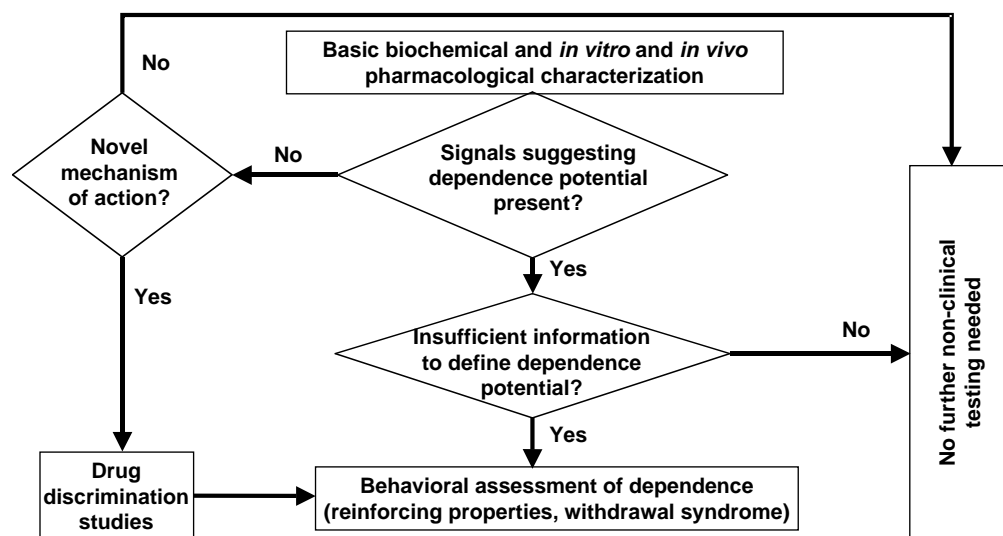 Basic biochemical and in vitro and in vivo
pharmacological characterization
No
Novel
mechanism
of action?
No
Signals suggesting
dependence potential
present?
Yes
Yes
Insufficient information
to define dependence
potential?
No
No further non-clinical
testing needed
Yes
Drug
discrimination
studies
Behavioral assessment of dependence
(reinforcing properties, withdrawal syndrome)